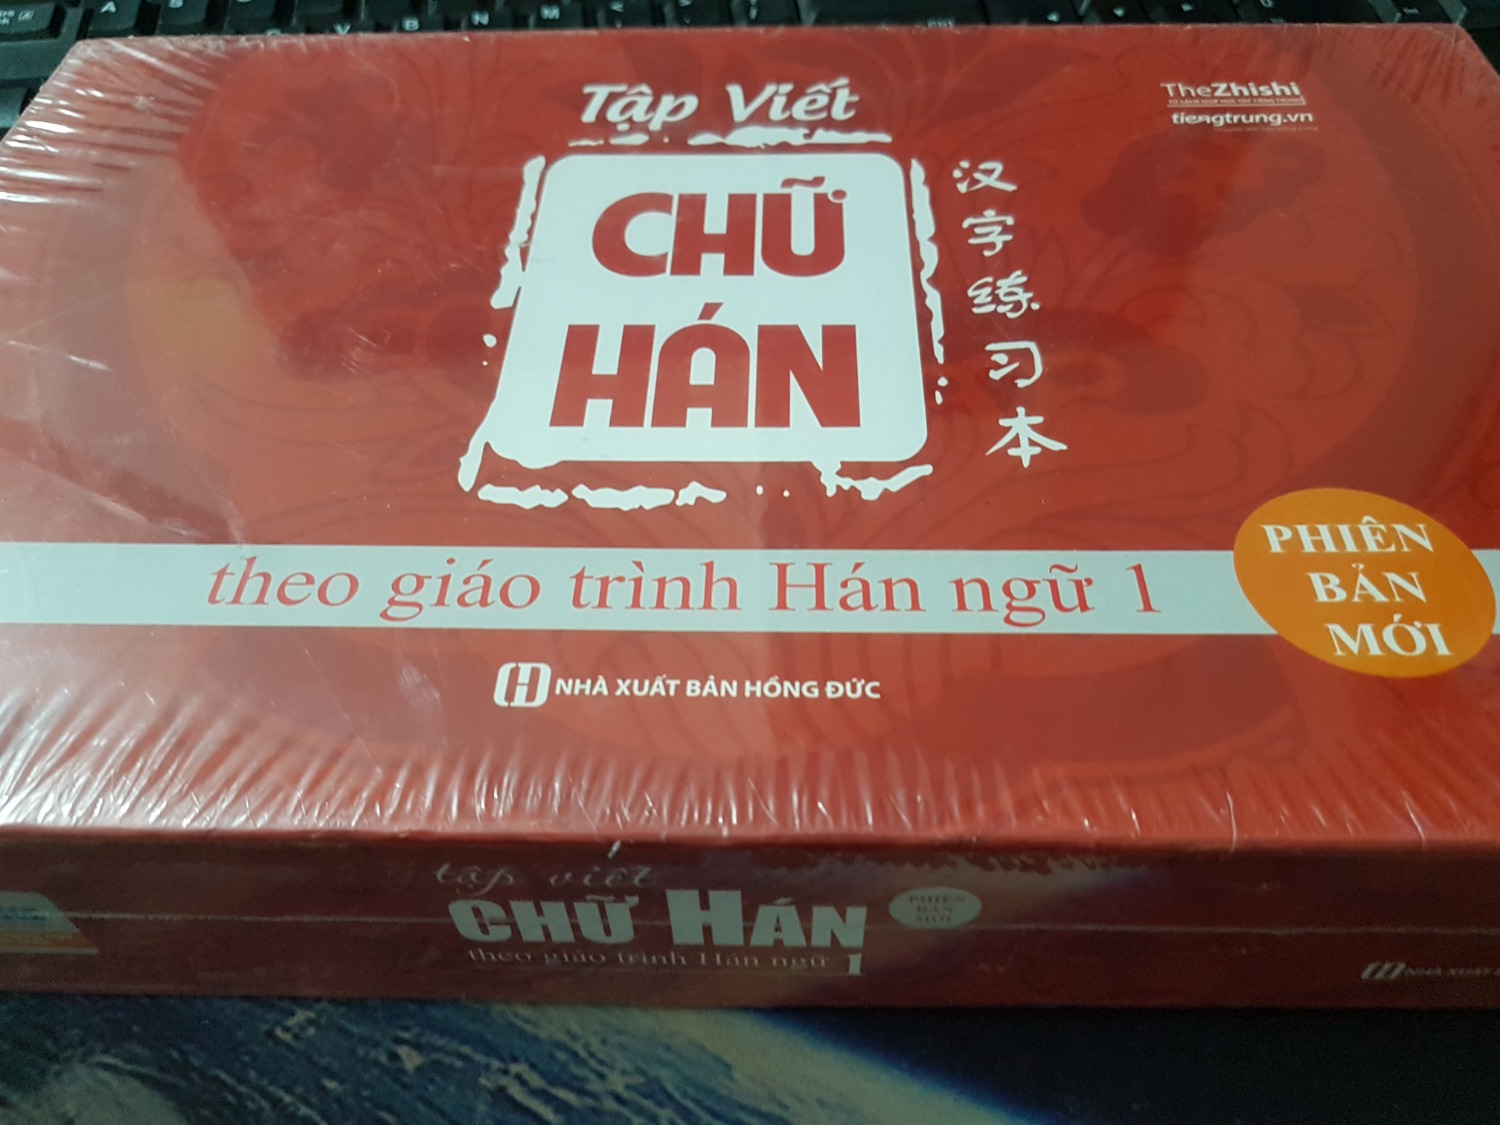 Tập Viết
CHỮ
HÁN
汉字练习本
TheZhishi
tiengtrung.vn
theo giáo trình Hán ngữ 1
PHIÊN
BẢN
MỚI
NHÀ XUẤT BẢN HỒNG ĐỨC
tập viết
CHỮ HÁN
theo giáo trình Hán ngữ 1
PHIÊN
BẢN
MỚI
NHÀ XUẤT B